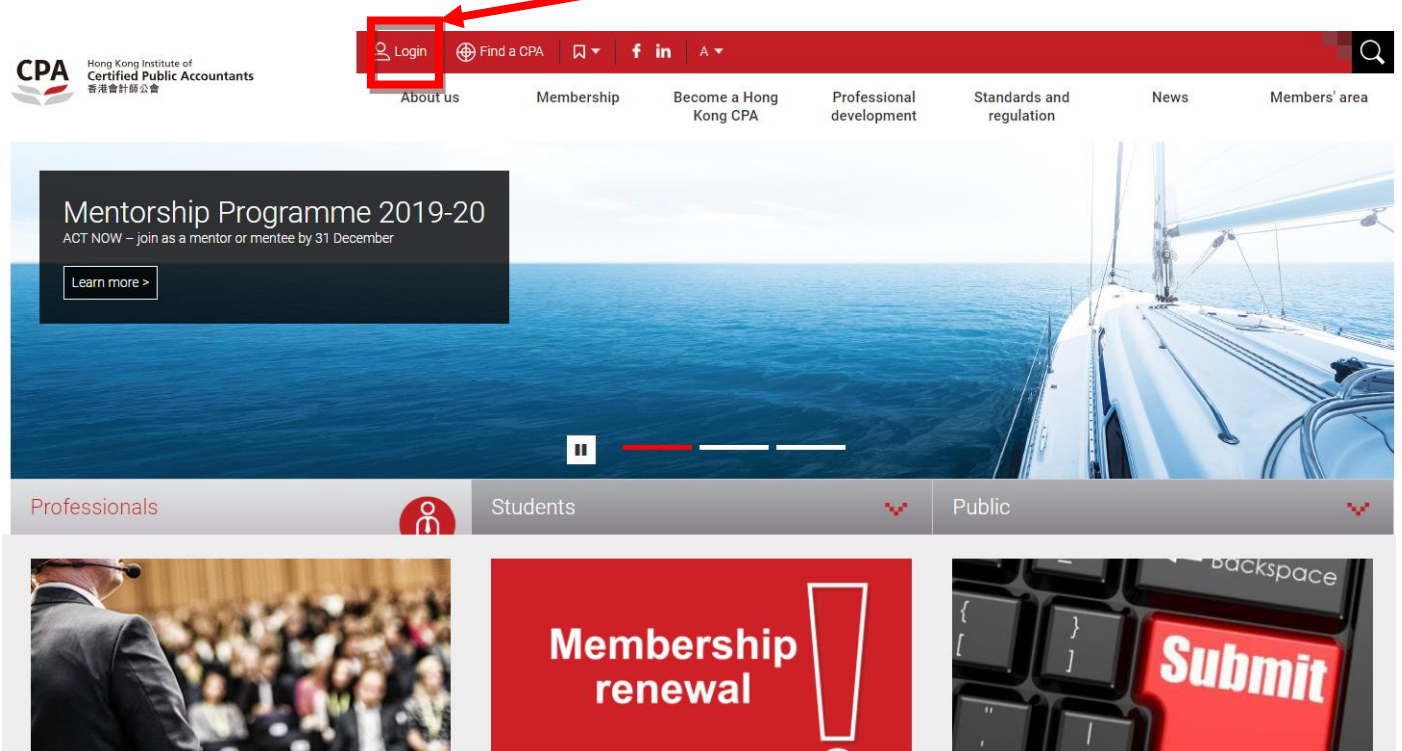 Login
Find a CPA
f in
A
CPA
Hong Kong Institute of
Certified Public Accountants
香港會計師公會
About us
Membership
Become a Hong
Kong CPA
Professional
development
Standards and
regulation
News
Members' area
Mentorship Programme 2019-20
ACT NOW – join as a mentor or mentee by 31 December
Learn more >
Professionals
Students
Public
Membership
renewal
!
Backspace
{
[
}
]
Submit